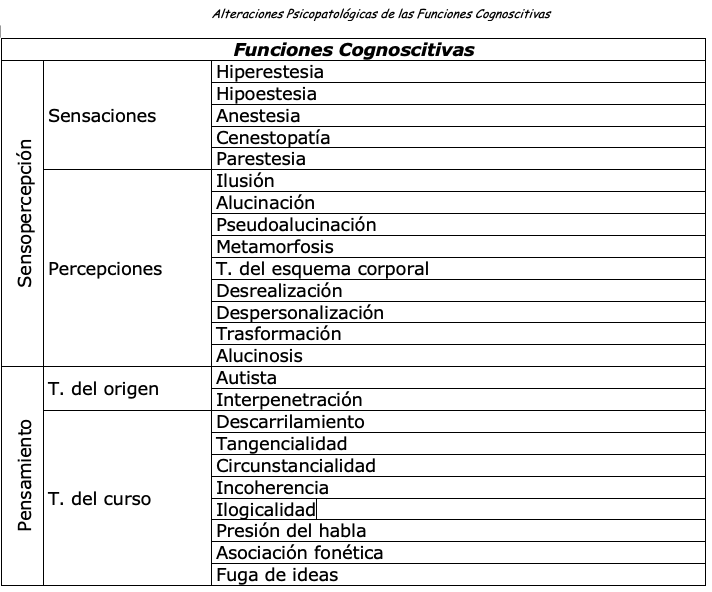 Alteraciones Psicopatológicas de las Funciones Cognoscitivas
Funciones Cognoscitivas
Sensopercepción
Sensaciones
Hiperestesia
Hipoestesia
Anestesia
Cenestopatía
Parestesia
Percepciones
Ilusión
Alucinación
Pseudoalucinación
Metamorfosis
T. del esquema corporal
Desrealización
Despersonalización
Trasformación
Alucinosis
Pensamiento
T. del origen
Autista
Interpenetración
T. del curso
Descarrilamiento
Tangencialidad
Circunstancialidad
Incoherencia
Ilogicalidad
Presión del habla
Asociación fonética
Fuga de ideas